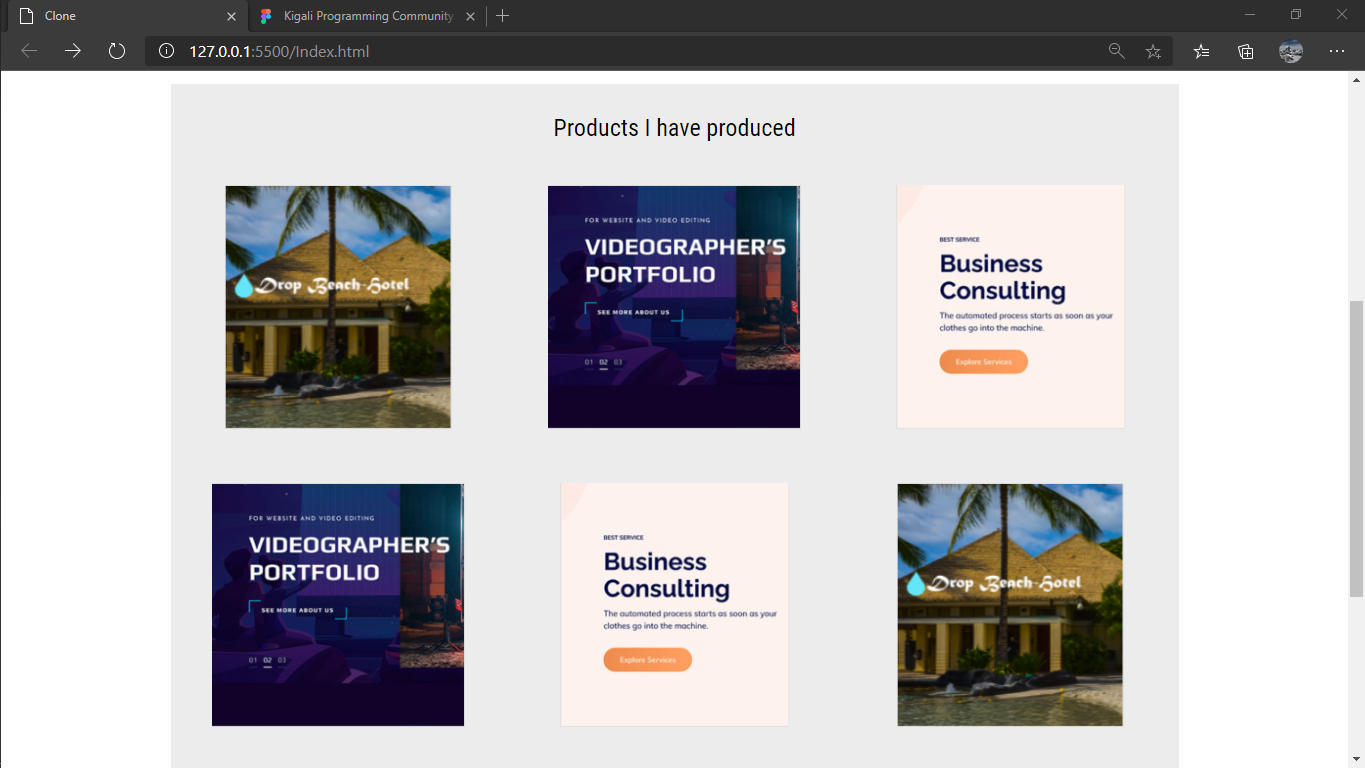 Clone
Kigali Programming Community
127.0.0.1:5500/Index.html
Products I have produced
Drop Beach-Hotel
FOR WEBSITE AND VIDEO EDITING
VIDEOGRAPHER'S
PORTFOLIO
SEE MORE ABOUT US
01 02 03
BEST SERVICE
Business
Consulting
The automated process starts as soon as your
clothes go into the machine.
Explore Services
FOR WEBSITE AND VIDEO EDITING
VIDEOGRAPHER'S
PORTFOLIO
SEE MORE ABOUT US
01 02 03
BEST SERVICE
Business
Consulting
The automated process starts as soon as your
clothes go into the machine.
Explore Services
Drop Beach-Hotel